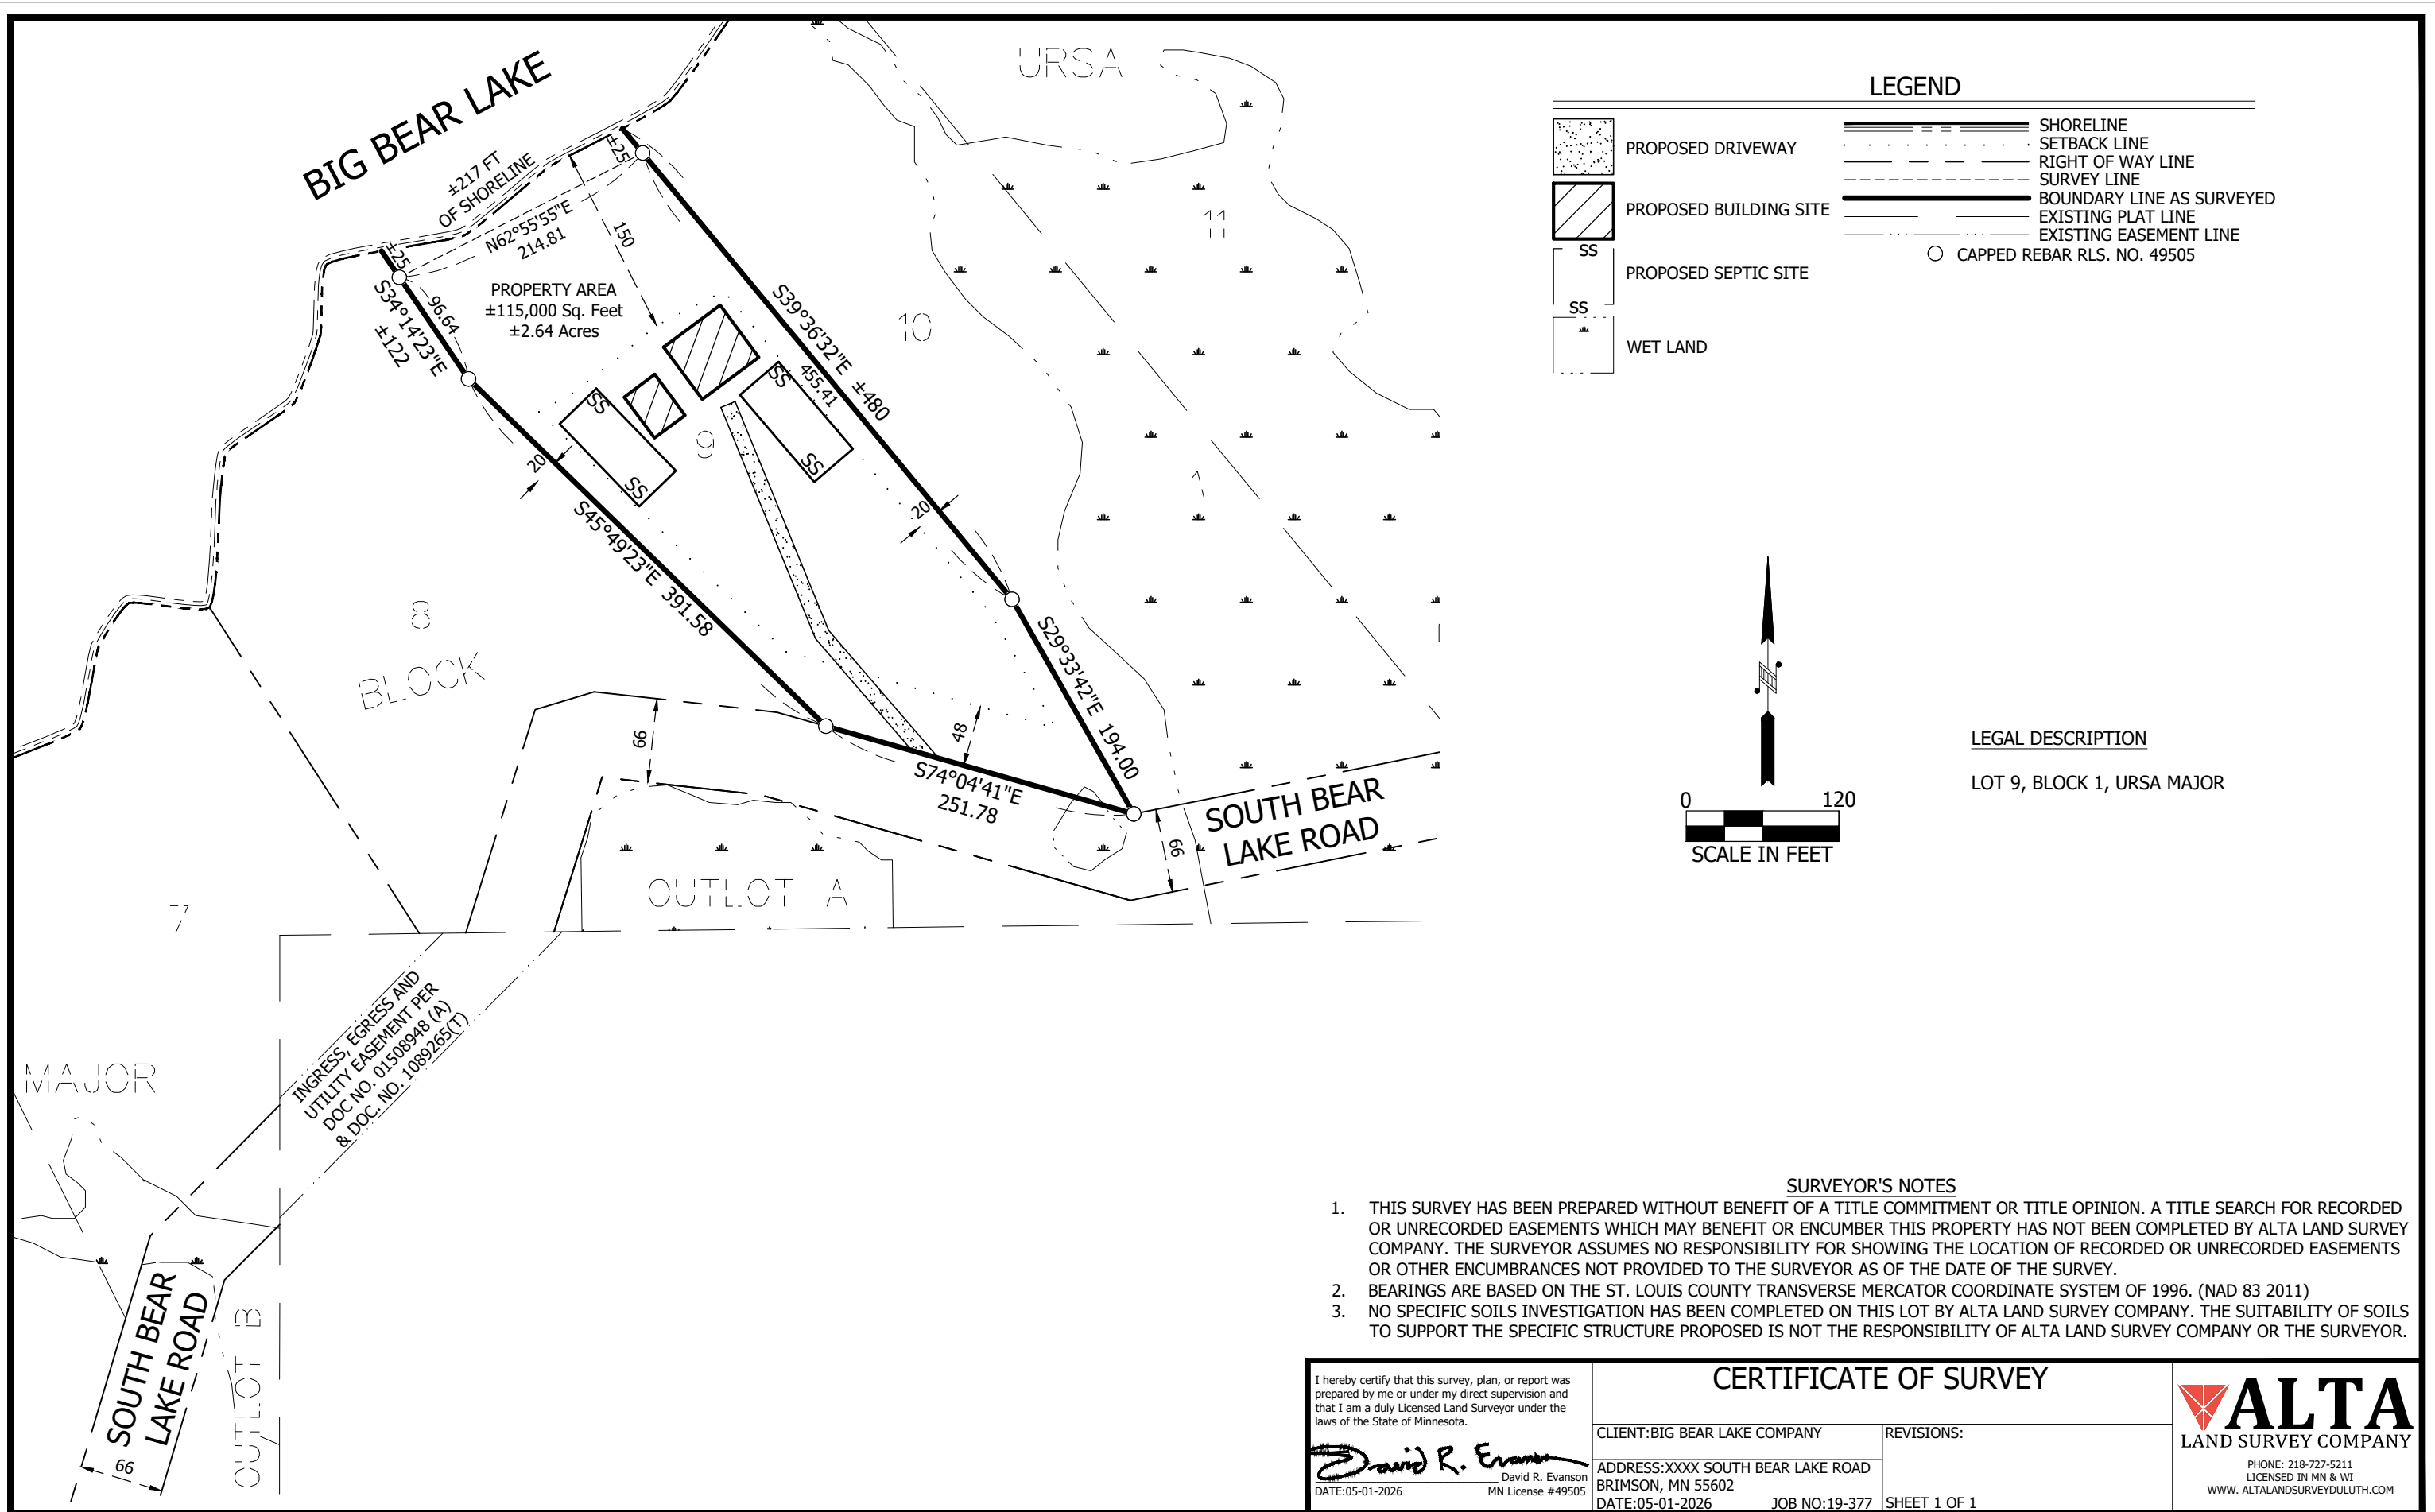 BIG BEAR LAKE
±217 FT
OF SHORELINE
N62°55'55"E
214.81
±25
±25
150
PROPERTY AREA
±115,000 Sq. Feet
±2.64 Acres
S34°14'23"E
±122
96.64
S39°36'32"E ±480
455.41
SS
SS
SS
SS
20
20
S45°49'23"E 391.58
S29°33'42"E 194.00
S74°04'41"E
251.78
48
66
66
URSA
11
10
9
1
8
BLOCK
7
MAJOR
OUTLOT A
OUTLOT B
SOUTH BEAR
LAKE ROAD
INGRESS, EGRESS AND
UTILITY EASEMENT PER
DOC NO. 01508948 (A)
& DOC. NO. 1089265(T)
SOUTH BEAR
LAKE ROAD
66
LEGEND
PROPOSED DRIVEWAY
PROPOSED BUILDING SITE
SS
PROPOSED SEPTIC SITE
SS
WET LAND
SHORELINE
SETBACK LINE
RIGHT OF WAY LINE
SURVEY LINE
BOUNDARY LINE AS SURVEYED
EXISTING PLAT LINE
EXISTING EASEMENT LINE
CAPPED REBAR RLS. NO. 49505
N
0 120
SCALE IN FEET
LEGAL DESCRIPTION
LOT 9, BLOCK 1, URSA MAJOR
SURVEYOR'S NOTES
1. THIS SURVEY HAS BEEN PREPARED WITHOUT BENEFIT OF A TITLE COMMITMENT OR TITLE OPINION. A TITLE SEARCH FOR RECORDED
OR UNRECORDED EASEMENTS WHICH MAY BENEFIT OR ENCUMBER THIS PROPERTY HAS NOT BEEN COMPLETED BY ALTA LAND SURVEY
COMPANY. THE SURVEYOR ASSUMES NO RESPONSIBILITY FOR SHOWING THE LOCATION OF RECORDED OR UNRECORDED EASEMENTS
OR OTHER ENCUMBRANCES NOT PROVIDED TO THE SURVEYOR AS OF THE DATE OF THE SURVEY.
2. BEARINGS ARE BASED ON THE ST. LOUIS COUNTY TRANSVERSE MERCATOR COORDINATE SYSTEM OF 1996. (NAD 83 2011)
3. NO SPECIFIC SOILS INVESTIGATION HAS BEEN COMPLETED ON THIS LOT BY ALTA LAND SURVEY COMPANY. THE SUITABILITY OF SOILS
TO SUPPORT THE SPECIFIC STRUCTURE PROPOSED IS NOT THE RESPONSIBILITY OF ALTA LAND SURVEY COMPANY OR THE SURVEYOR.
I hereby certify that this survey, plan, or report was
prepared by me or under my direct supervision and
that I am a duly Licensed Land Surveyor under the
laws of the State of Minnesota.
David R. Evanson
David R. Evanson
DATE:05-01-2026 MN License #49505
CERTIFICATE OF SURVEY
CLIENT:BIG BEAR LAKE COMPANY
REVISIONS:
ADDRESS:XXXX SOUTH BEAR LAKE ROAD
BRIMSON, MN 55602
DATE:05-01-2026 JOB NO:19-377 SHEET 1 OF 1
ALTA
LAND SURVEY COMPANY
PHONE: 218-727-5211
LICENSED IN MN & WI
WWW. ALTALANDSURVEYDULUTH.COM